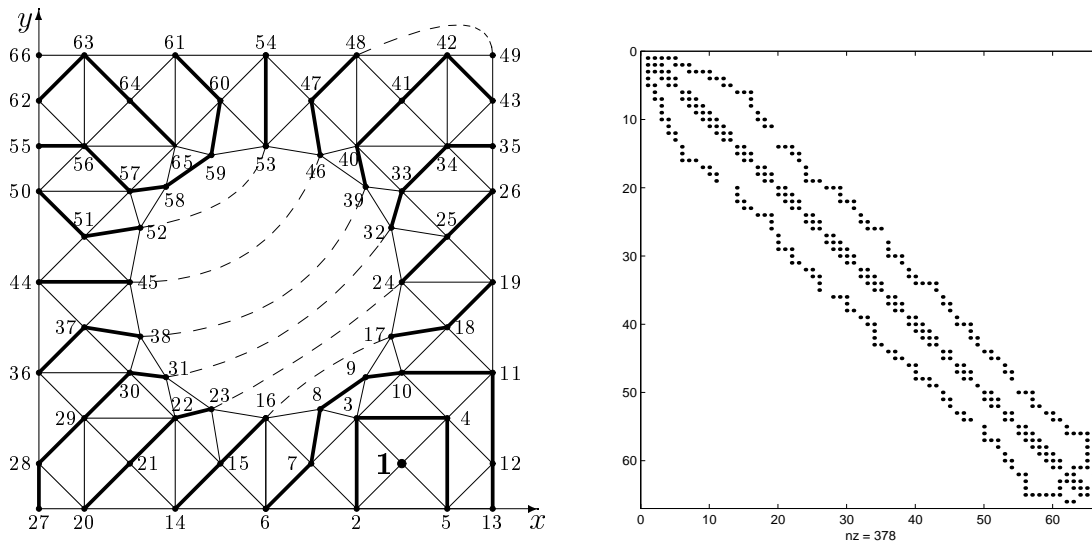 y
66 63 61 54 48 42 49
62 64 60 47 41 43
55 56 57 65 59 53 46 40 34 35
50 58 39 33 26
51 52 32 25
44 45 24 19
37 38 17 18
36 30 31 23 16 8 9 10 11
29 22 3 4
28 21 15 7 1 12
27 20 14 6 2 5 13 x
0
10
20
30
40
50
60
0 10 20 30 40 50 60
nz = 378